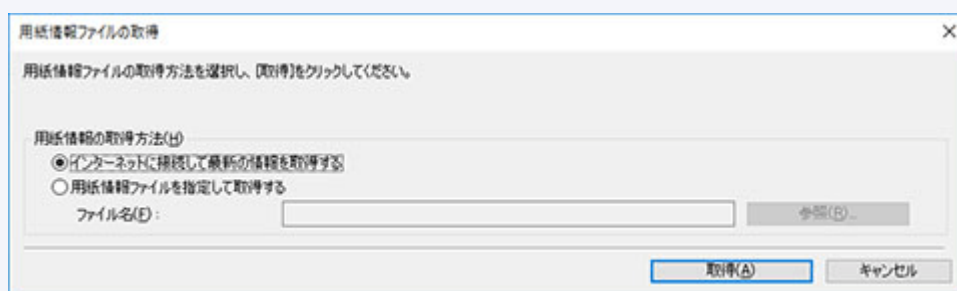 用紙情報ファイルの取得
用紙情報ファイルの取得方法を選択し、[取得]をクリックしてください。
用紙情報の取得方法(H)
インターネットに接続して最新の情報を取得する
用紙情報ファイルを指定して取得する
ファイル名(F): 参照(R)...
取得(A) キャンセル